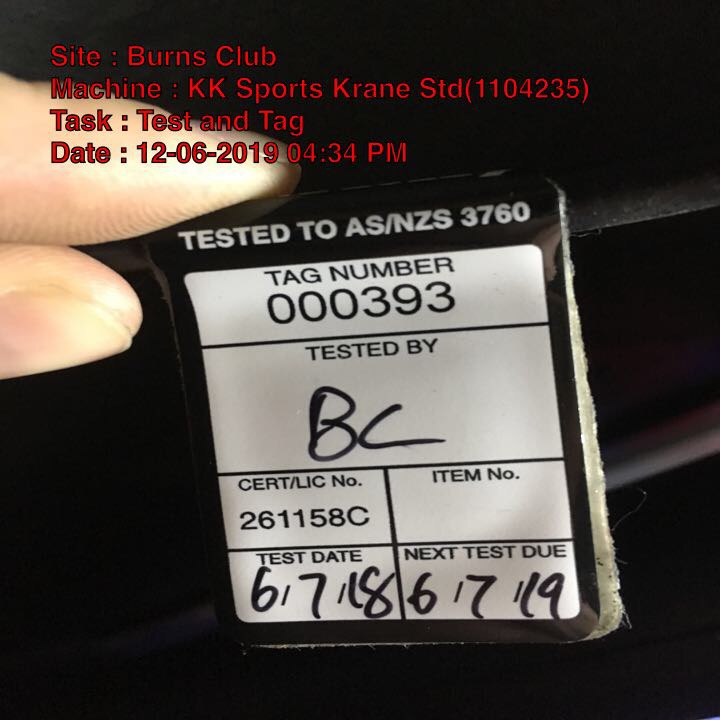 Site : Burns Club
Machine : KK Sports Krane Std(1104235)
Task : Test and Tag
Date : 12-06-2019 04:34 PM
TESTED TO AS/NZS 3760
TAG NUMBER
000393
TESTED BY
BC
CERT/LIC No. ITEM No.
261158C
TEST DATE NEXT TEST DUE
6/7/18 6/7/19